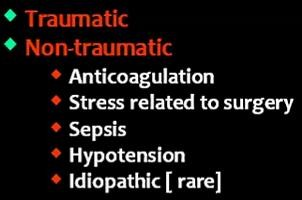 Traumatic
Non-traumatic
Anticoagulation
Stress related to surgery
Sepsis
Hypotension
Idiopathic [ rare]